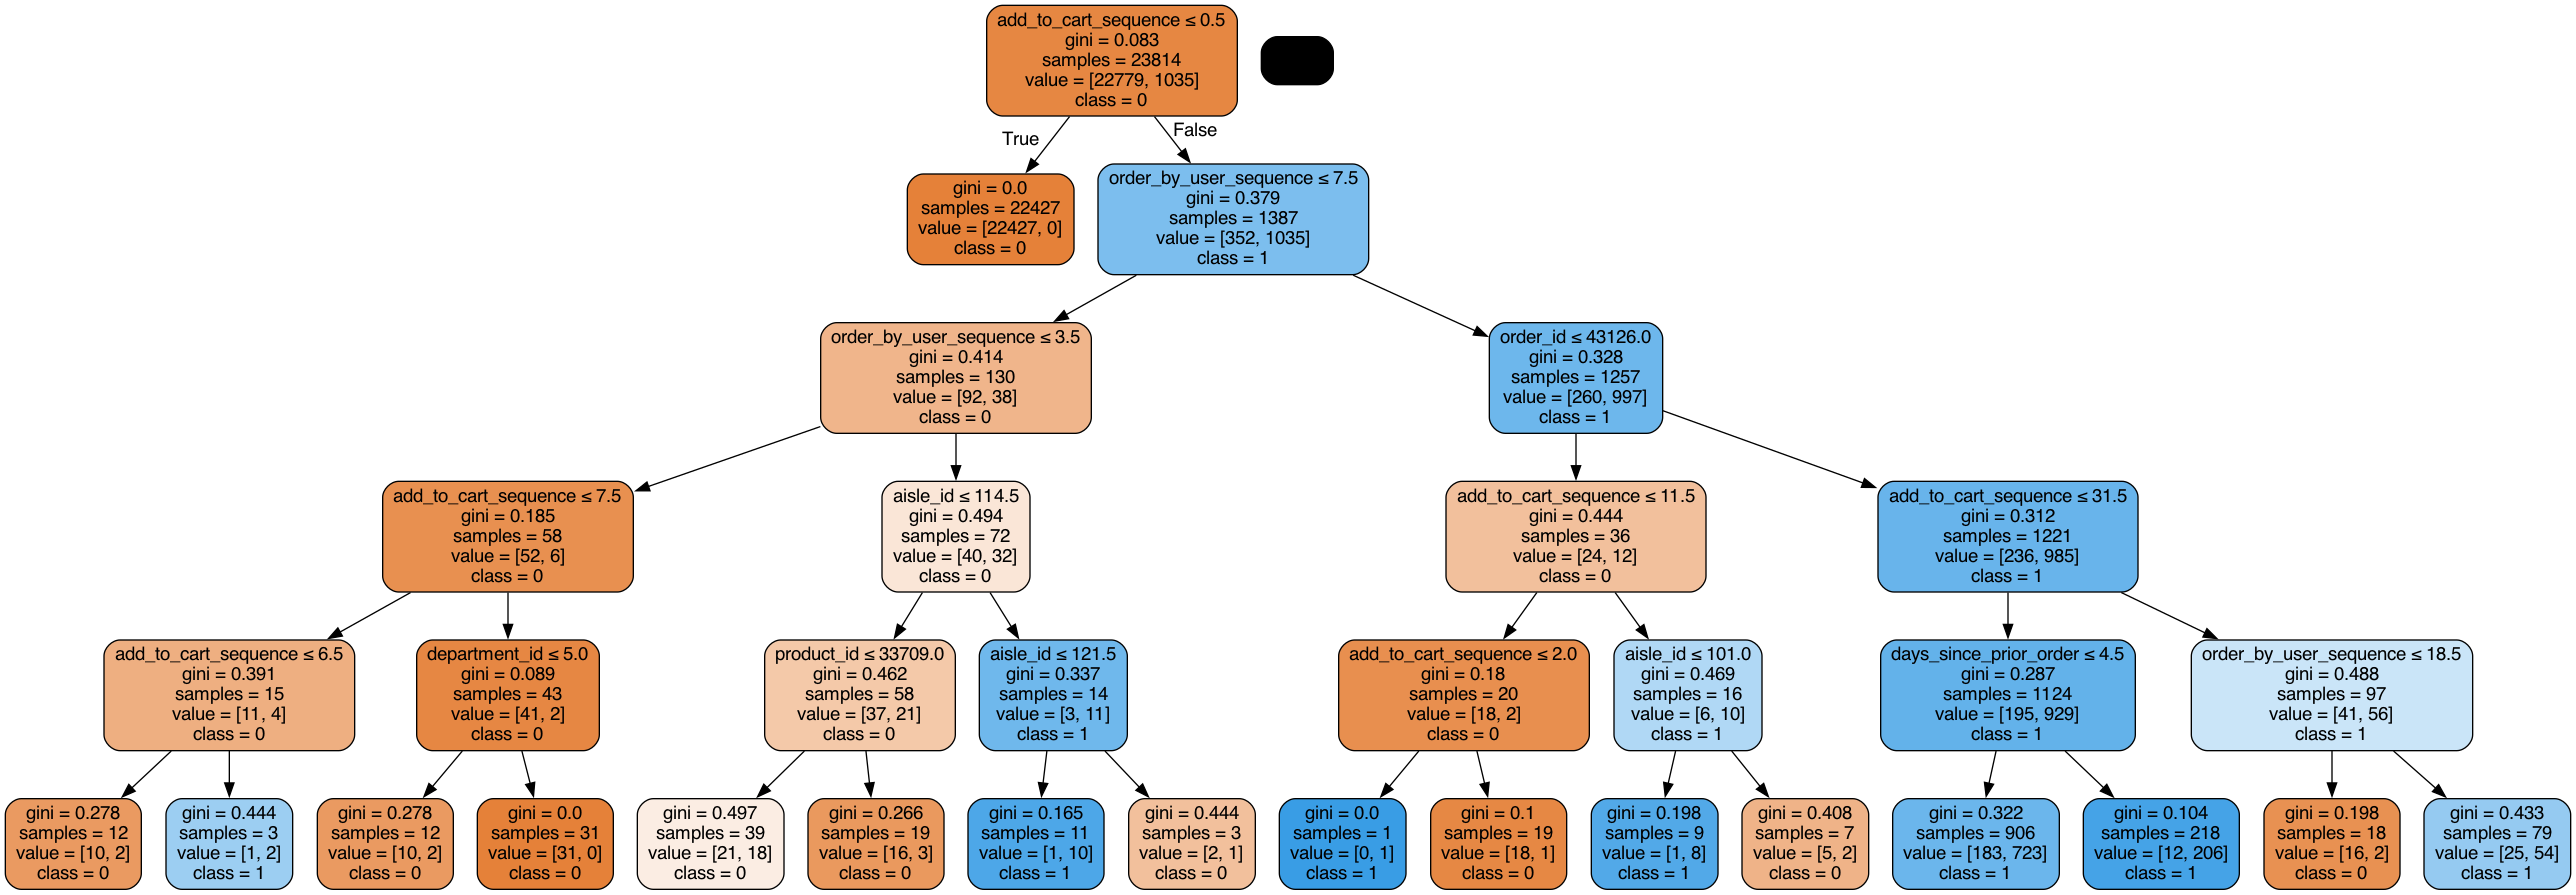 add_to_cart_sequence ≤ 0.5
gini = 0.083
samples = 23814
value = [22779, 1035]
class = 0
True
False
gini = 0.0
samples = 22427
value = [22427, 0]
class = 0
order_by_user_sequence ≤ 7.5
gini = 0.379
samples = 1387
value = [352, 1035]
class = 1
order_by_user_sequence ≤ 3.5
gini = 0.414
samples = 130
value = [92, 38]
class = 0
order_id ≤ 43126.0
gini = 0.328
samples = 1257
value = [260, 997]
class = 1
add_to_cart_sequence ≤ 7.5
gini = 0.185
samples = 58
value = [52, 6]
class = 0
aisle_id ≤ 114.5
gini = 0.494
samples = 72
value = [40, 32]
class = 0
add_to_cart_sequence ≤ 11.5
gini = 0.444
samples = 36
value = [24, 12]
class = 0
add_to_cart_sequence ≤ 31.5
gini = 0.312
samples = 1221
value = [236, 985]
class = 1
add_to_cart_sequence ≤ 6.5
gini = 0.391
samples = 15
value = [11, 4]
class = 0
department_id ≤ 5.0
gini = 0.089
samples = 43
value = [41, 2]
class = 0
product_id ≤ 33709.0
gini = 0.462
samples = 58
value = [37, 21]
class = 0
aisle_id ≤ 121.5
gini = 0.337
samples = 14
value = [3, 11]
class = 1
add_to_cart_sequence ≤ 2.0
gini = 0.18
samples = 20
value = [18, 2]
class = 0
aisle_id ≤ 101.0
gini = 0.469
samples = 16
value = [6, 10]
class = 1
days_since_prior_order ≤ 4.5
gini = 0.287
samples = 1124
value = [195, 929]
class = 1
order_by_user_sequence ≤ 18.5
gini = 0.488
samples = 97
value = [41, 56]
class = 1
gini = 0.278
samples = 12
value = [10, 2]
class = 0
gini = 0.444
samples = 3
value = [1, 2]
class = 1
gini = 0.278
samples = 12
value = [10, 2]
class = 0
gini = 0.0
samples = 31
value = [31, 0]
class = 0
gini = 0.497
samples = 39
value = [21, 18]
class = 0
gini = 0.266
samples = 19
value = [16, 3]
class = 0
gini = 0.165
samples = 11
value = [1, 10]
class = 1
gini = 0.444
samples = 3
value = [2, 1]
class = 0
gini = 0.0
samples = 1
value = [0, 1]
class = 1
gini = 0.1
samples = 19
value = [18, 1]
class = 0
gini = 0.198
samples = 9
value = [1, 8]
class = 1
gini = 0.408
samples = 7
value = [5, 2]
class = 0
gini = 0.322
samples = 906
value = [183, 723]
class = 1
gini = 0.104
samples = 218
value = [12, 206]
class = 1
gini = 0.198
samples = 18
value = [16, 2]
class = 0
gini = 0.433
samples = 79
value = [25, 54]
class = 1